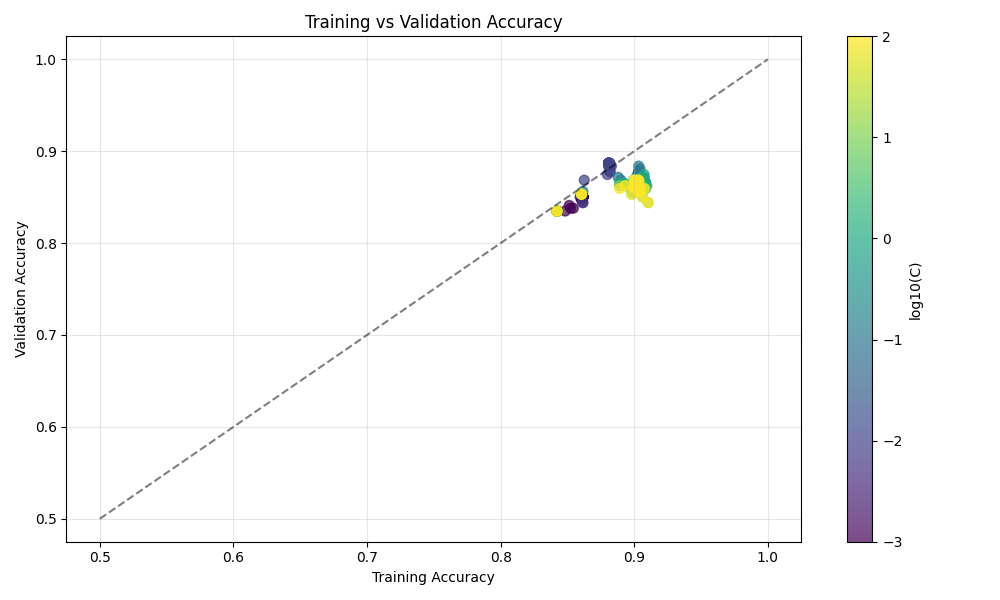 Training vs Validation Accuracy
Validation Accuracy
1.0
0.9
0.8
0.7
0.6
0.5
0.5 0.6 0.7 0.8 0.9 1.0
Training Accuracy
2
1
0
−1
−2
−3
log10(C)